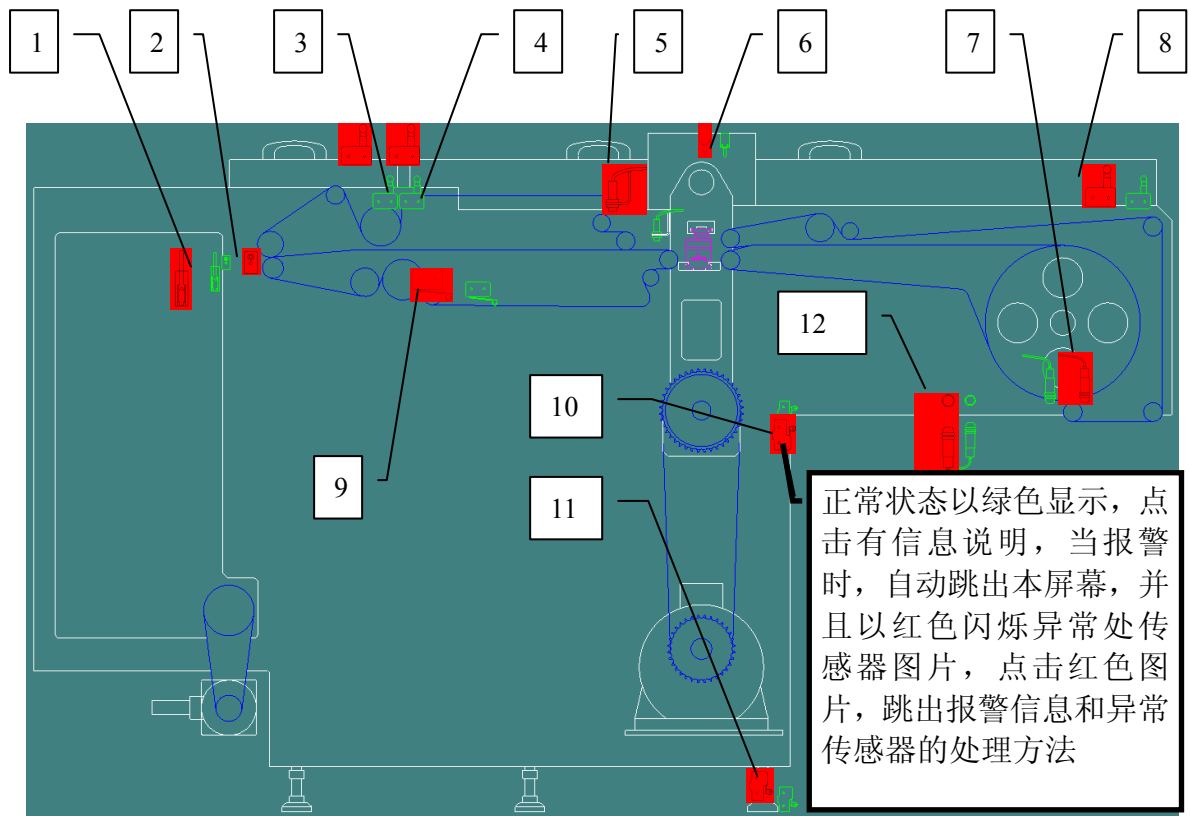 1
2
3
4
5
6
7
8
12
10
9
11
正常状态以绿色显示，点
击有信息说明，当报警
时，自动跳出本屏幕，并
且以红色闪烁异常处传
感器图片，点击红色图
片，跳出报警信息和异常
传感器的处理方法